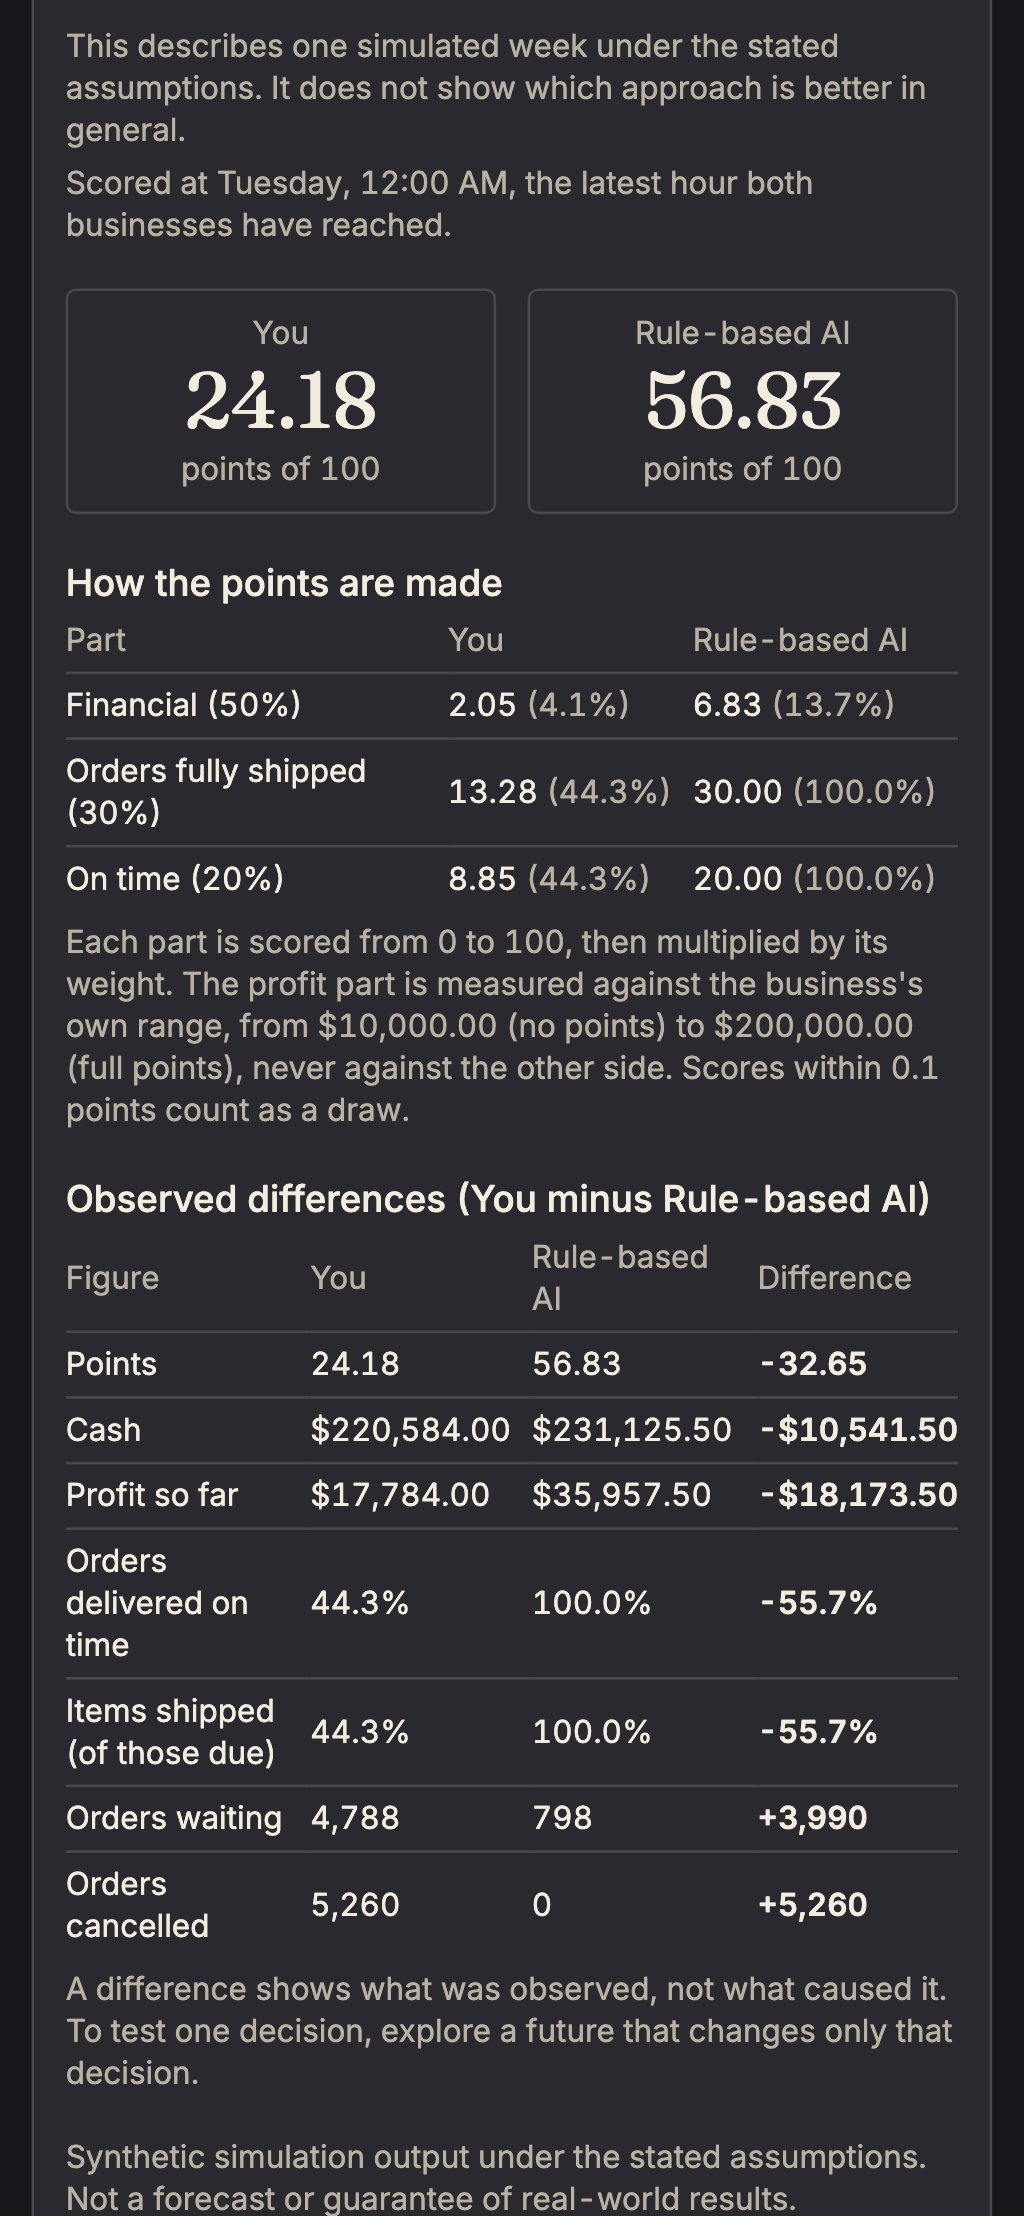 This describes one simulated week under the stated
assumptions. It does not show which approach is better in
general.
Scored at Tuesday, 12:00 AM, the latest hour both
businesses have reached.
You
24.18
points of 100
Rule-based AI
56.83
points of 100
How the points are made
Part You Rule-based AI
Financial (50%) 2.05 (4.1%) 6.83 (13.7%)
Orders fully shipped
(30%) 13.28 (44.3%) 30.00 (100.0%)
On time (20%) 8.85 (44.3%) 20.00 (100.0%)
Each part is scored from 0 to 100, then multiplied by its
weight. The profit part is measured against the business's
own range, from $10,000.00 (no points) to $200,000.00
(full points), never against the other side. Scores within 0.1
points count as a draw.
Observed differences (You minus Rule-based AI)
Figure You Rule-based
AI Difference
Points 24.18 56.83 -32.65
Cash $220,584.00 $231,125.50 -$10,541.50
Profit so far $17,784.00 $35,957.50 -$18,173.50
Orders
delivered on
time 44.3% 100.0% -55.7%
Items shipped
(of those due) 44.3% 100.0% -55.7%
Orders waiting 4,788 798 +3,990
Orders
cancelled 5,260 0 +5,260
A difference shows what was observed, not what caused it.
To test one decision, explore a future that changes only that
decision.
Synthetic simulation output under the stated assumptions.
Not a forecast or guarantee of real-world results.